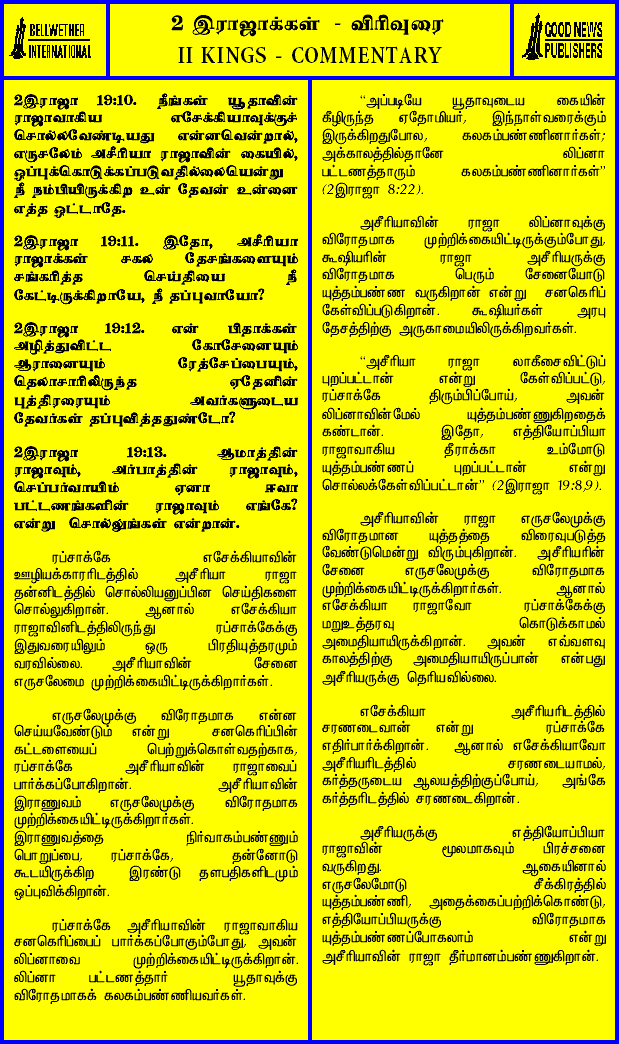 BELLWETHER
INTERNATIONAL
2 இராஜாக்கள் - விரிவுரை
II KINGS - COMMENTARY
GOOD NEWS
PUBLISHERS
2இராஜா 19:10. நீங்கள் யூதாவின்
ராஜாவாகிய எசேக்கியாவுக்குச்
சொல்லவேண்டியது என்னவென்றால்,
எருசலேம் அசீரியா ராஜாவின் கையில்,
ஒப்புக்கொடுக்கப்படுவதில்லையென்று
நீ நம்பியிருக்கிற உன் தேவன் உன்னை
எத்த ஒட்டாதே.
2இராஜா 19:11. இதோ, அசீரியா
ராஜாக்கள் சகல தேசங்களையும்
சங்கரித்த செய்தியை நீ
கேட்டிருக்கிறாயே, நீ தப்புவாயோ?
2இராஜா 19:12. என் பிதாக்கள்
அழித்துவிட்ட கோசேனையும்
ஆரானையும் ரேத்சேப்பையும்,
தெலாசாரிலிருந்த ஏதேனின்
புத்திரரையும் அவர்களுடைய
தேவர்கள் தப்புவித்ததுண்டோ?
2இராஜா 19:13. ஆமாத்தின்
ராஜாவும், அர்பாத்தின் ராஜாவும்,
செப்பர்வாயிம் ஏனா ஈவா
பட்டணங்களின் ராஜாவும் எங்கே?
என்று சொல்லுங்கள் என்றான்.
ரப்சாக்கே எசேக்கியாவின்
ஊழியக்காரரிடத்தில் அசீரியா ராஜா
தன்னிடத்தில் சொல்லியனுப்பின செய்திகளை
சொல்லுகிறான். ஆனால் எசேக்கியா
ராஜாவினிடத்திலிருந்து ரப்சாக்கேக்கு
இதுவரையிலும் ஒரு பிரதியுத்தரமும்
வரவில்லை. அசீரியாவின் சேனை
எருசலேமை முற்றிக்கையிட்டிருக்கிறார்கள்.
எருசலேமுக்கு விரோதமாக என்ன
செய்யவேண்டும் என்று சனகெரிப்பின்
கட்டளையைப் பெற்றுக்கொள்வதற்காக,
ரப்சாக்கே அசீரியாவின் ராஜாவைப்
பார்க்கப்போகிறான். அசீரியாவின்
இராணுவம் எருசலேமுக்கு விரோதமாக
முற்றிக்கையிட்டிருக்கிறார்கள்.
இராணுவத்தை நிர்வாகம்பண்ணும்
பொறுப்பை, ரப்சாக்கே, தன்னோடு
கூடயிருக்கிற இரண்டு தளபதிகளிடமும்
ஒப்புவிக்கிறான்.
ரப்சாக்கே அசீரியாவின் ராஜாவாகிய
சனகெரிப்பைப் பார்க்கப்போகும்போது, அவன்
லிப்னாவை முற்றிக்கையிட்டிருக்கிறான்.
லிப்னா பட்டணத்தார் யூதாவுக்கு
விரோதமாகக் கலகம்பண்ணியவர்கள்.
“அப்படியே யூதாவுடைய கையின்
கீழிருந்த ஏதோமியர், இந்நாள்வரைக்கும்
இருக்கிறதுபோல, கலகம்பண்ணினார்கள்;
அக்காலத்தில்தானே லிப்னா
பட்டணத்தாரும் கலகம்பண்ணினார்கள்”
(2இராஜா 8:22).
அசீரியாவின் ராஜா லிப்னாவுக்கு
விரோதமாக முற்றிக்கையிட்டிருக்கும்போது,
கூஷியரின் ராஜா அசீரியருக்கு
விரோதமாக பெரும் சேனையோடு
யுத்தம்பண்ண வருகிறான் என்று சனகெரிப்
கேள்விப்படுகிறான். கூஷியர்கள் அரபு
தேசத்திற்கு அருகாமையிலிருக்கிறவர்கள்.
“அசீரியா ராஜா லாகீசைவிட்டுப்
புறப்பட்டான் என்று கேள்விப்பட்டு,
ரப்சாக்கே திரும்பிப்போய், அவன்
லிப்னாவின்மேல் யுத்தம்பண்ணுகிறதைக்
கண்டான். இதோ, எத்தியோப்பியா
ராஜாவாகிய தீராக்கா உம்மோடு
யுத்தம்பண்ணப் புறப்பட்டான் என்று
சொல்லக்கேள்விப்பட்டான்” (2இராஜா 19:8,9).
அசீரியாவின் ராஜா எருசலேமுக்கு
விரோதமான யுத்தத்தை விரைவுபடுத்த
வேண்டுமென்று விரும்புகிறான். அசீரியரின்
சேனை எருசலேமுக்கு விரோதமாக
முற்றிக்கையிட்டிருக்கிறார்கள். ஆனால்
எசேக்கியா ராஜாவோ ரப்சாக்கேக்கு
மறுஉத்தரவு கொடுக்காமல்
அமைதியாயிருக்கிறான். அவன் எவ்வளவு
காலத்திற்கு அமைதியாயிருப்பான் என்பது
அசீரியருக்கு தெரியவில்லை.
எசேக்கியா அசீரியரிடத்தில்
சரணடைவான் என்று ரப்சாக்கே
எதிர்பார்க்கிறான். ஆனால் எசேக்கியாவோ
அசீரியரிடத்தில் சரணடையாமல்,
கர்த்தருடைய ஆலயத்திற்குப்போய், அங்கே
கர்த்தரிடத்தில் சரணடைகிறான்.
அசீரியருக்கு எத்தியோப்பியா
ராஜாவின் மூலமாகவும் பிரச்சனை
வருகிறது. ஆகையினால்
எருசலேமோடு சீக்கிரத்தில்
யுத்தம்பண்ணி, அதைக்கைப்பற்றிக்கொண்டு,
எத்தியோப்பியருக்கு விரோதமாக
யுத்தம்பண்ணப்போகலாம் என்று
அசீரியாவின் ராஜா தீர்மானம்பண்ணுகிறான்.